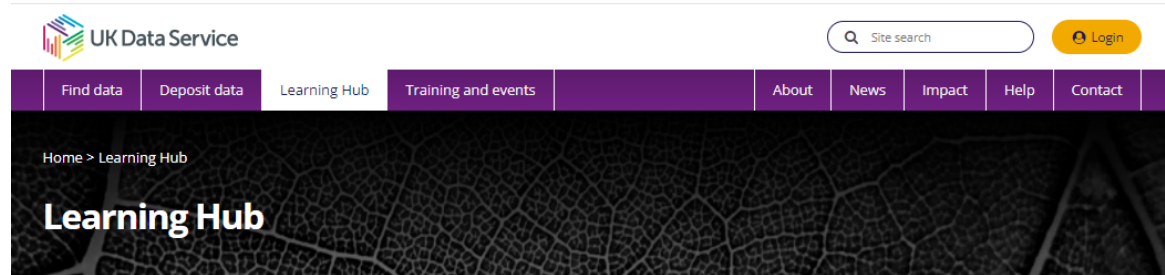 UK Data Service
Site search
Login
Find data Deposit data Learning Hub Training and events About News Impact Help Contact
Home > Learning Hub
Learning Hub